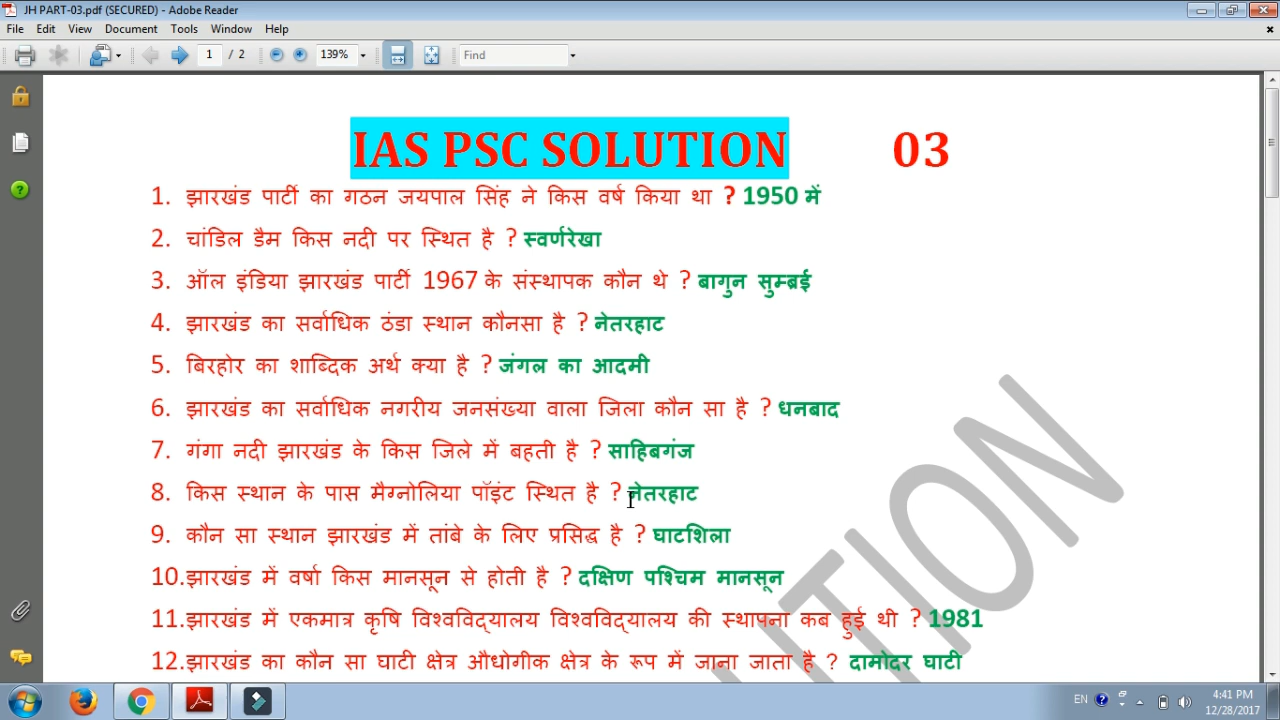 JH PART-03.pdf (SECURED) - Adobe Reader
File Edit View Document Tools Window Help
1 / 2 139% Find
IAS PSC SOLUTION 03
1. झारखंड पार्टी का गठन जयपाल सिंह ने किस वर्ष किया था ? 1950 में
2. चांडिल डैम किस नदी पर स्थित है ? स्वर्णरेखा
3. ऑल इंडिया झारखंड पार्टी 1967 के संस्थापक कौन थे ? बागुन सुम्ब्रई
4. झारखंड का सर्वाधिक ठंडा स्थान कौनसा है ? नेतरहाट
5. बिरहोर का शाब्दिक अर्थ क्या है ? जंगल का आदमी
6. झारखंड का सर्वाधिक नगरीय जनसंख्या वाला जिला कौन सा है ? धनबाद
7. गंगा नदी झारखंड के किस जिले में बहती है ? साहिबगंज
8. किस स्थान के पास मैग्नोलिया पॉइंट स्थित है ? नेतरहाट
9. कौन सा स्थान झारखंड में तांबे के लिए प्रसिद्ध है ? घाटशिला
10.झारखंड में वर्षा किस मानसून से होती है ? दक्षिण पश्चिम मानसून
11.झारखंड में एकमात्र कृषि विश्वविद्यालय विश्वविद्यालय की स्थापना कब हुई थी ? 1981
12.झारखंड का कौन सा घाटी क्षेत्र औधोगीक क्षेत्र के रूप में जाना जाता है ? दामोदर घाटी
UTION
EN 4:41 PM
12/28/2017